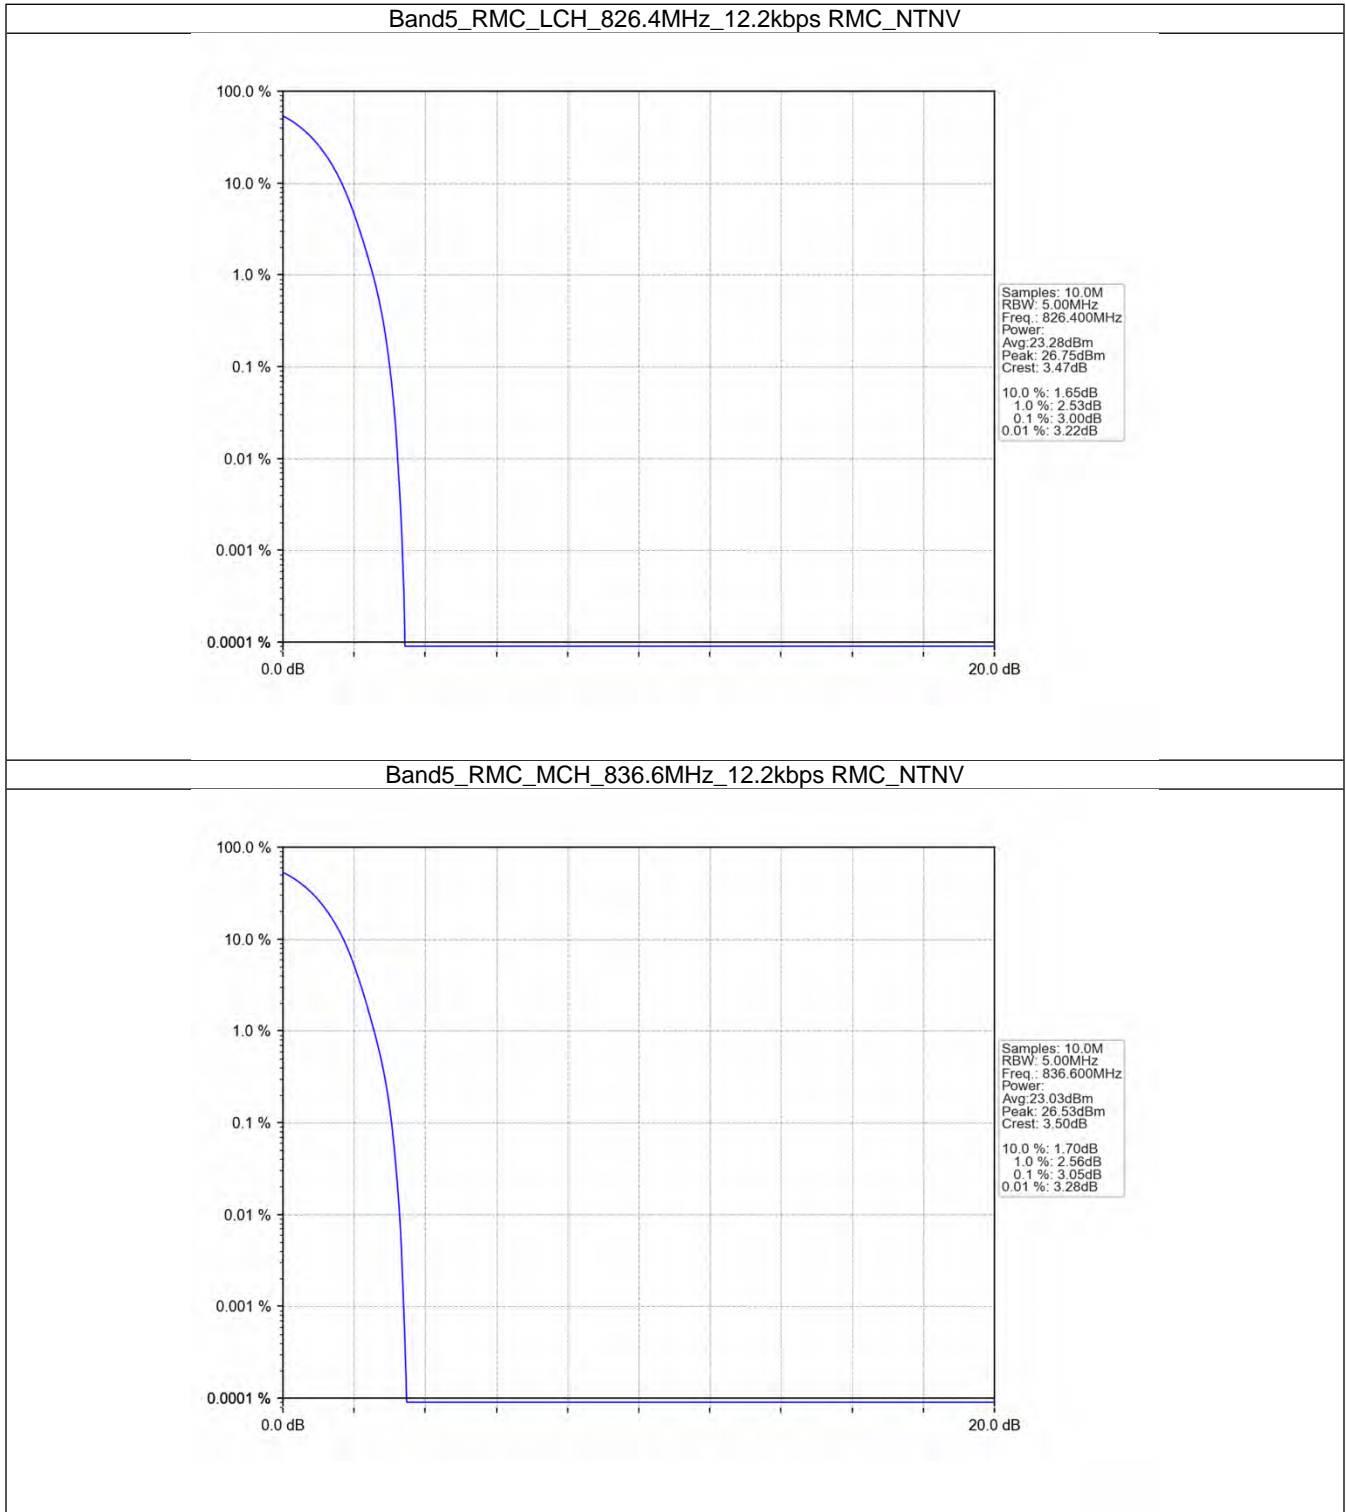 Band5_RMC_LCH_826.4MHz_12.2kbps RMC_NTNV
100.0 %
10.0 %
1.0 %
0.1 %
0.01 %
0.001 %
0.0001 %
0.0 dB
20.0 dB
Samples: 10.0M
RBW: 5.00MHz
Freq.: 826.400MHz
Power:
Avg:23.28dBm
Peak: 26.75dBm
Crest: 3.47dB
10.0 %: 1.65dB
1.0 %: 2.53dB
0.1 %: 3.00dB
0.01 %: 3.22dB
Band5_RMC_MCH_836.6MHz_12.2kbps RMC_NTNV
100.0 %
10.0 %
1.0 %
0.1 %
0.01 %
0.001 %
0.0001 %
0.0 dB
20.0 dB
Samples: 10.0M
RBW: 5.00MHz
Freq.: 836.600MHz
Power:
Avg:23.03dBm
Peak: 26.53dBm
Crest: 3.50dB
10.0 %: 1.70dB
1.0 %: 2.56dB
0.1 %: 3.05dB
0.01 %: 3.28dB